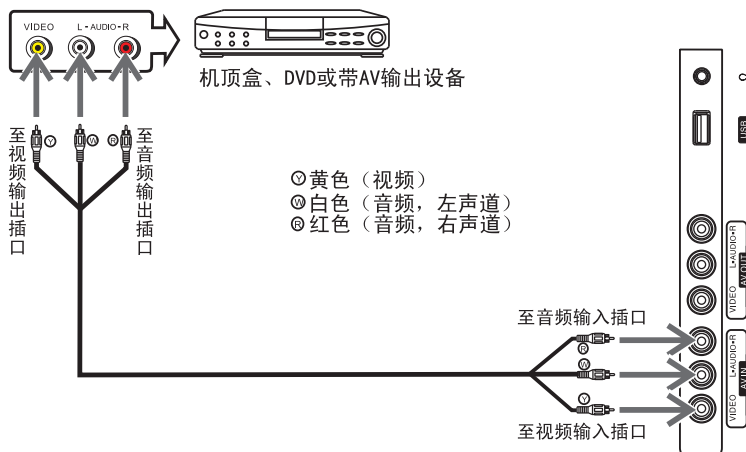 VIDEO L-AUDIO-R
机顶盒、DVD或带AV输出设备
至视频输出插口
Ⓨ
Ⓦ
Ⓡ
至音频输出插口
Ⓨ黄色（视频）
Ⓦ白色（音频，左声道）
Ⓡ红色（音频，右声道）
USB
L-AUDIO-R
VIDEO
AV OUT
至音频输入插口
Ⓡ
Ⓦ
Ⓨ
至视频输入插口
L-AUDIO-R
VIDEO
AV IN